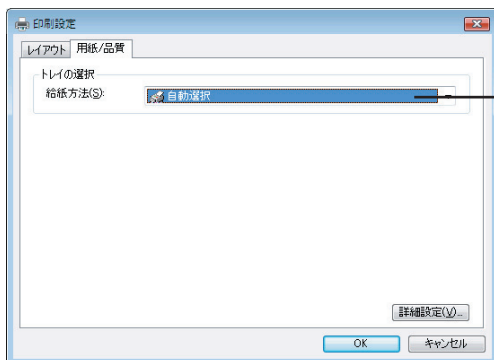 印刷設定
レイアウト 用紙/品質
トレイの選択
給紙方法(S): 自動選択
詳細設定(V)...
OK キャンセル